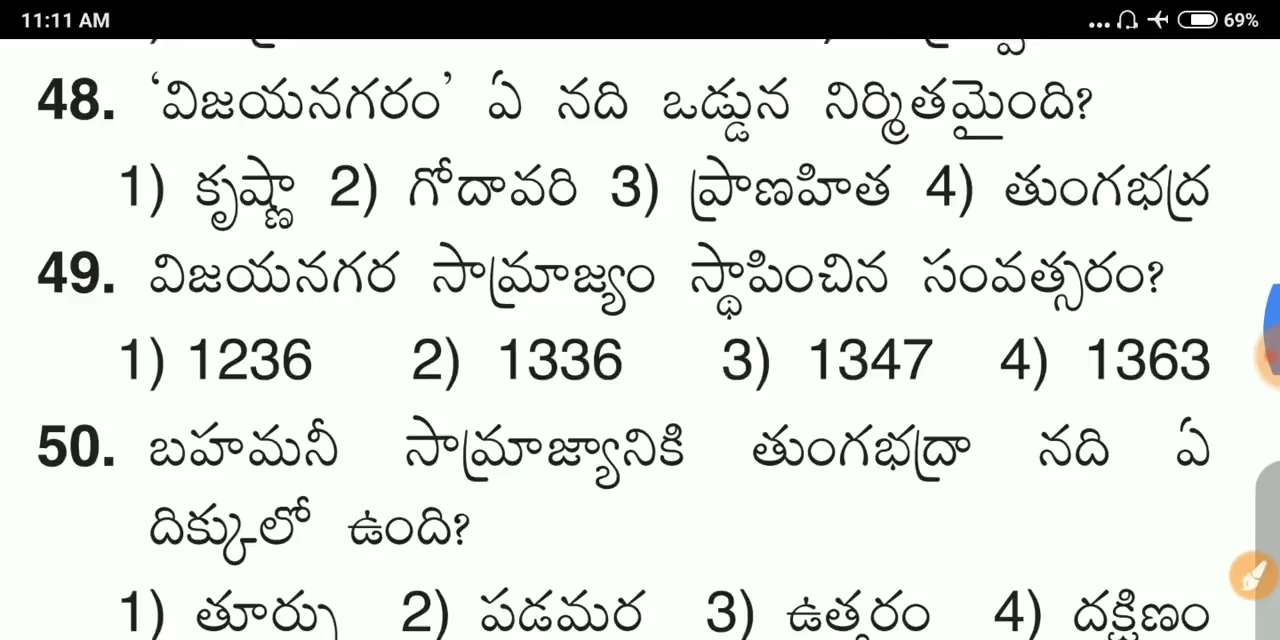 11:11 AM ... 69%
48. ‘విజయనగరం’ ఏ నది ఒడ్డున నిర్మితమైంది?
1) కృష్ణా 2) గోదావరి 3) ప్రాణహిత 4) తుంగభద్ర
49. విజయనగర సామ్రాజ్యం స్థాపించిన సంవత్సరం?
1) 1236 2) 1336 3) 1347 4) 1363
50. బహమనీ సామ్రాజ్యానికి తుంగభద్రా నది ఏ
దిక్కులో ఉంది?
1) తూర్పు 2) పడమర 3) ఉత్తరం 4) దక్షిణం